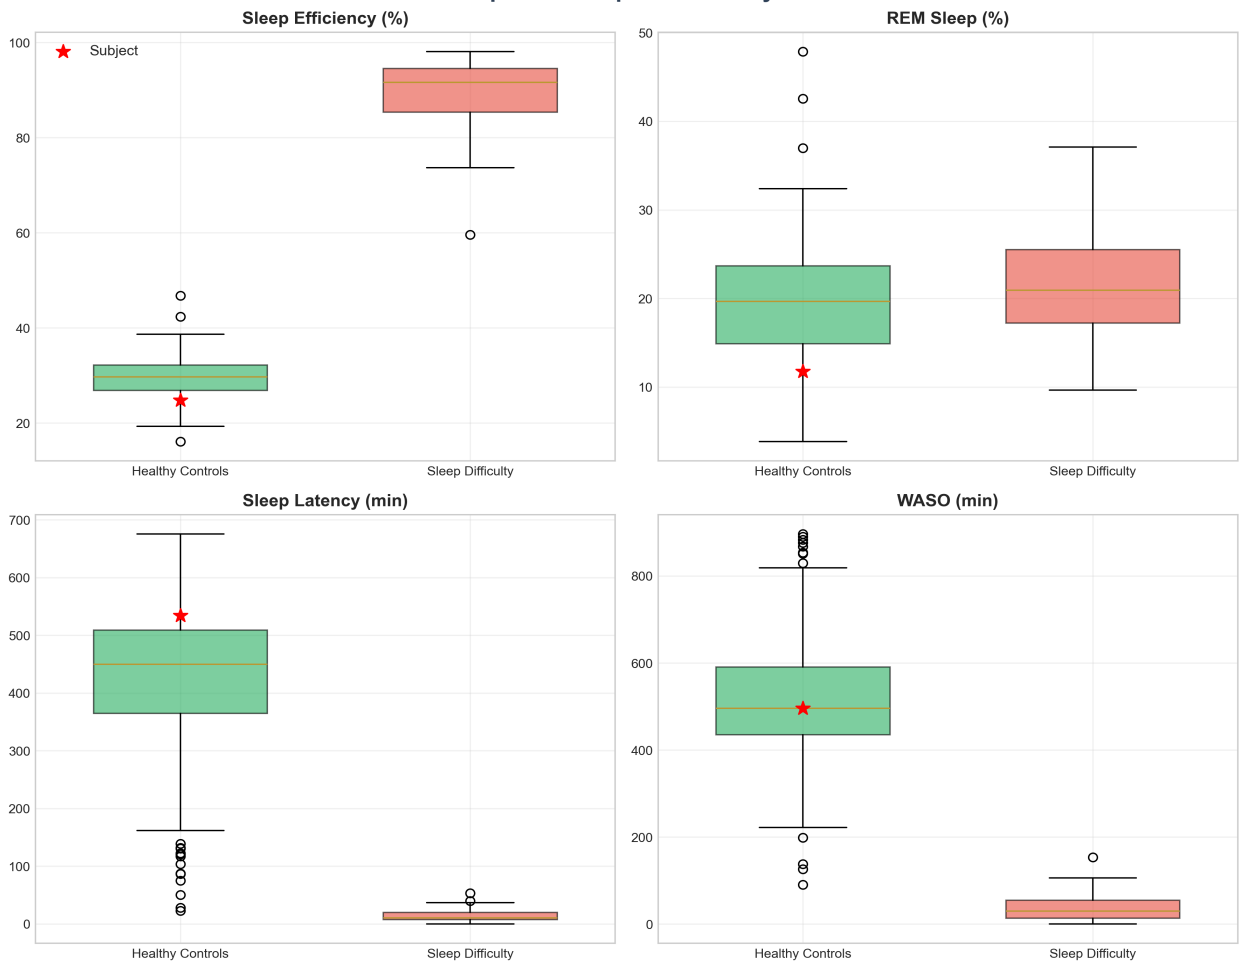 Sleep Efficiency (%)
REM Sleep (%)
100
80
60
40
20
Subject
Healthy Controls
Sleep Difficulty
50
40
30
20
10
Healthy Controls
Sleep Difficulty
Sleep Latency (min)
WASO (min)
700
600
500
400
300
200
100
0
Healthy Controls
Sleep Difficulty
800
600
400
200
0
Healthy Controls
Sleep Difficulty